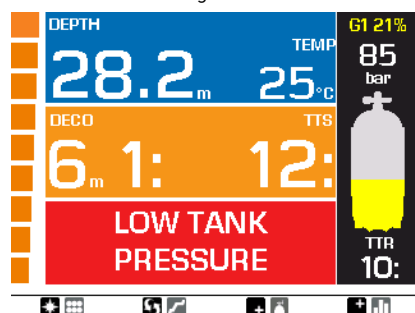 DEPTH
TEMP
28.2m
25°C
DECO
TTS
6m 1:
12:
LOW TANK
PRESSURE
G1 21%
85
bar
TTR
10: